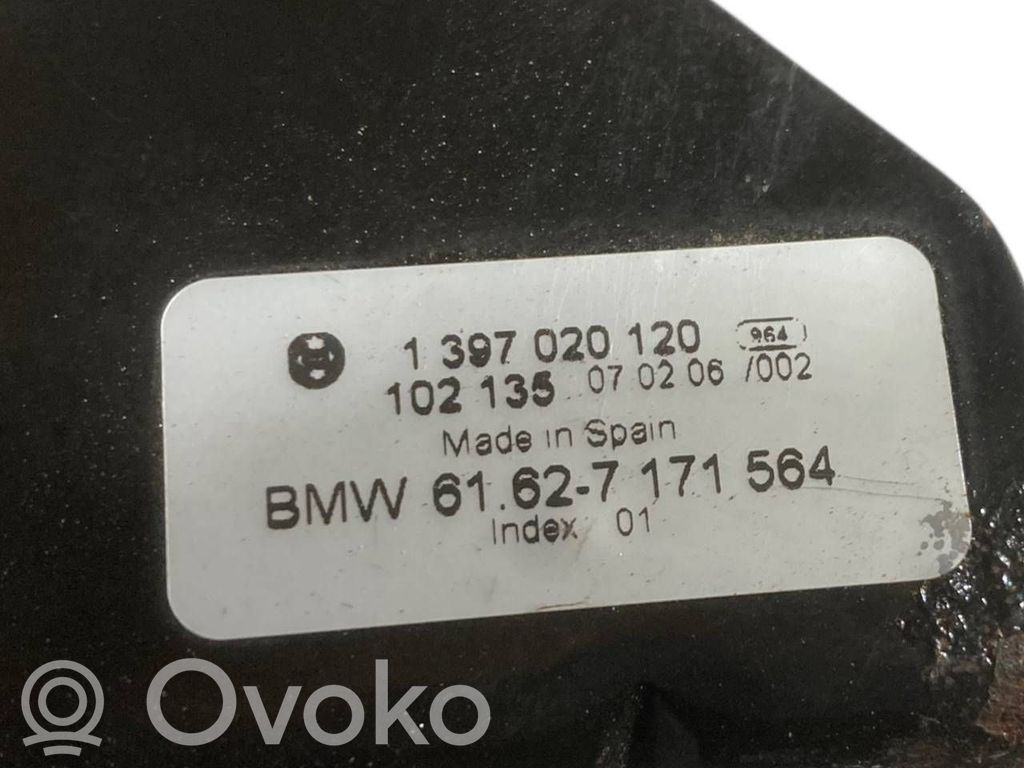 1 397 020 120 964
102 135 07 02 06 /002
Made in Spain
BMW 61.62-7 171 564
Index 01
Ovoko